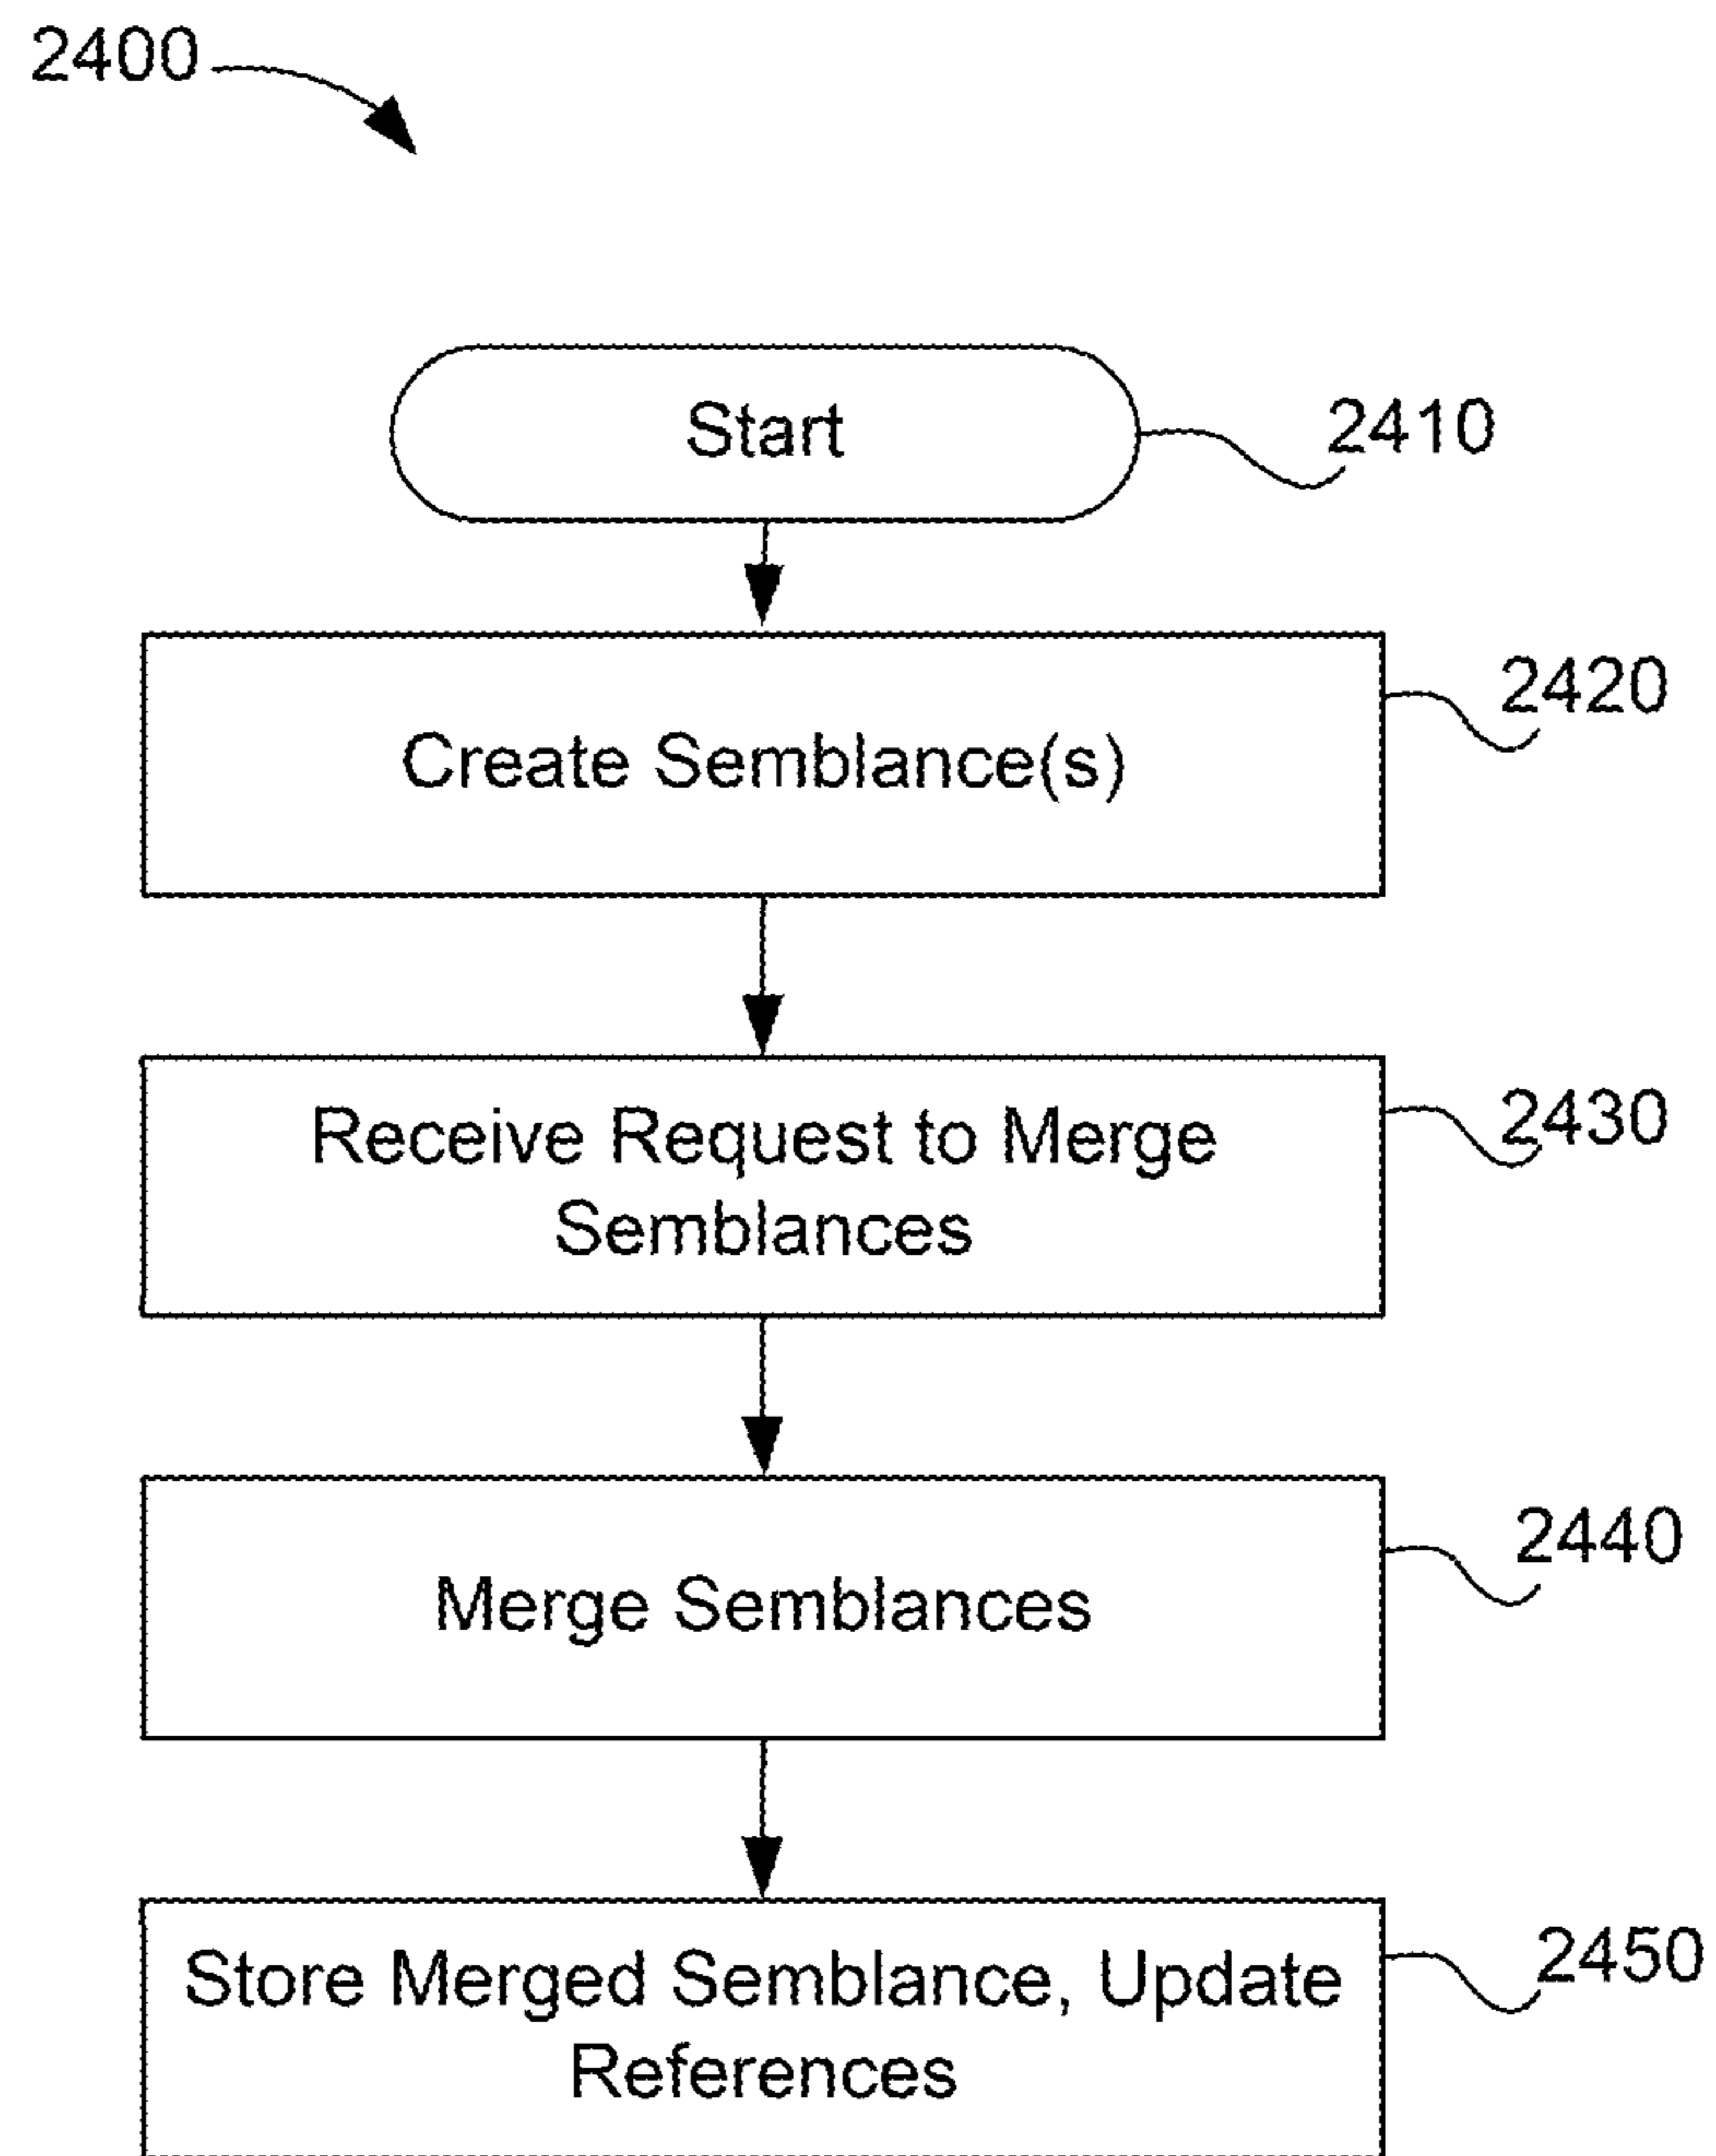 2400
Start
2410
Create Semblance(s)
2420
Receive Request to Merge
Semblances
2430
Merge Semblances
2440
Store Merged Semblance, Update
References
2450